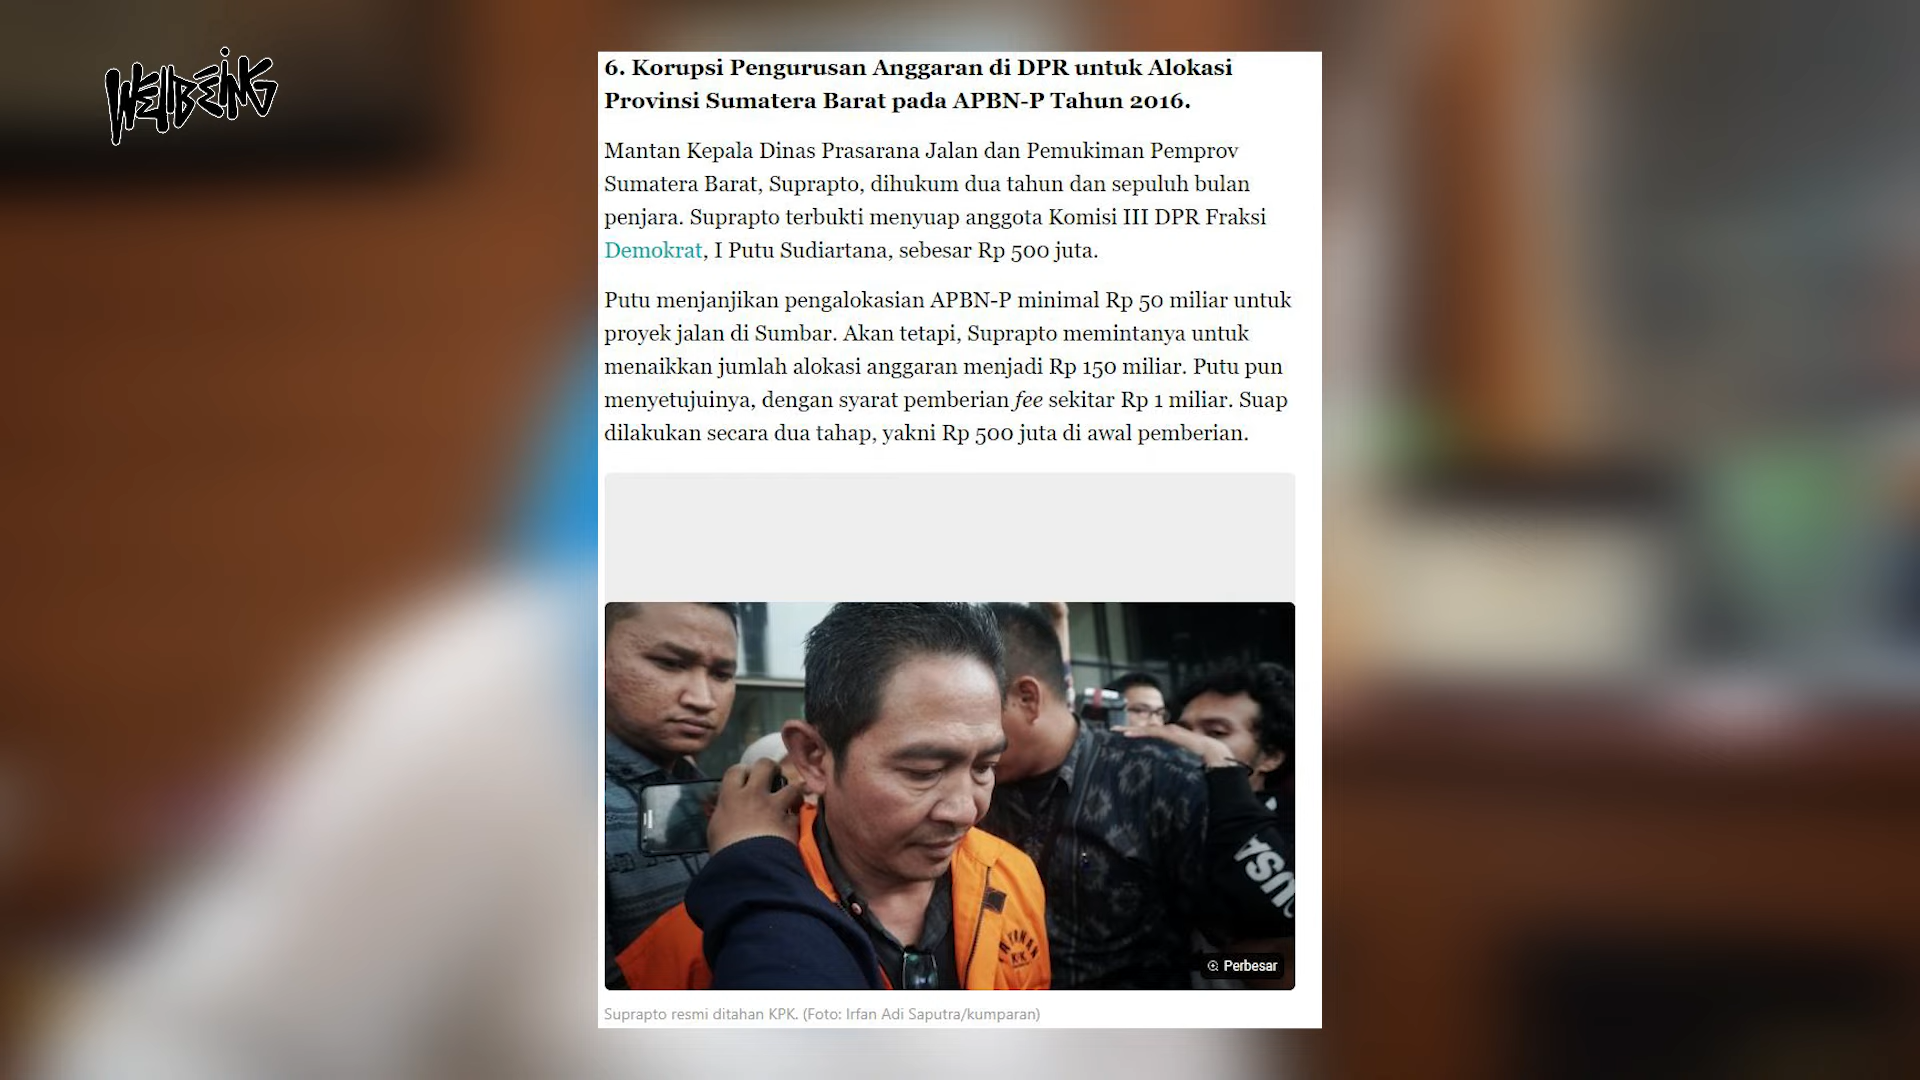 WELLBEING
6. Korupsi Pengurusan Anggaran di DPR untuk Alokasi
Provinsi Sumatera Barat pada APBN-P Tahun 2016.
Mantan Kepala Dinas Prasarana Jalan dan Pemukiman Pemprov
Sumatera Barat, Suprapto, dihukum dua tahun dan sepuluh bulan
penjara. Suprapto terbukti menyuap anggota Komisi III DPR Fraksi
Demokrat, I Putu Sudiartana, sebesar Rp 500 juta.
Putu menjanjikan pengalokasian APBN-P minimal Rp 50 miliar untuk
proyek jalan di Sumbar. Akan tetapi, Suprapto memintanya untuk
menaikkan jumlah alokasi anggaran menjadi Rp 150 miliar. Putu pun
menyetujuinya, dengan syarat pemberian fee sekitar Rp 1 miliar. Suap
dilakukan secara dua tahap, yakni Rp 500 juta di awal pemberian.
KPK
Perbesar
Suprapto resmi ditahan KPK. (Foto: Irfan Adi Saputra/kumparan)